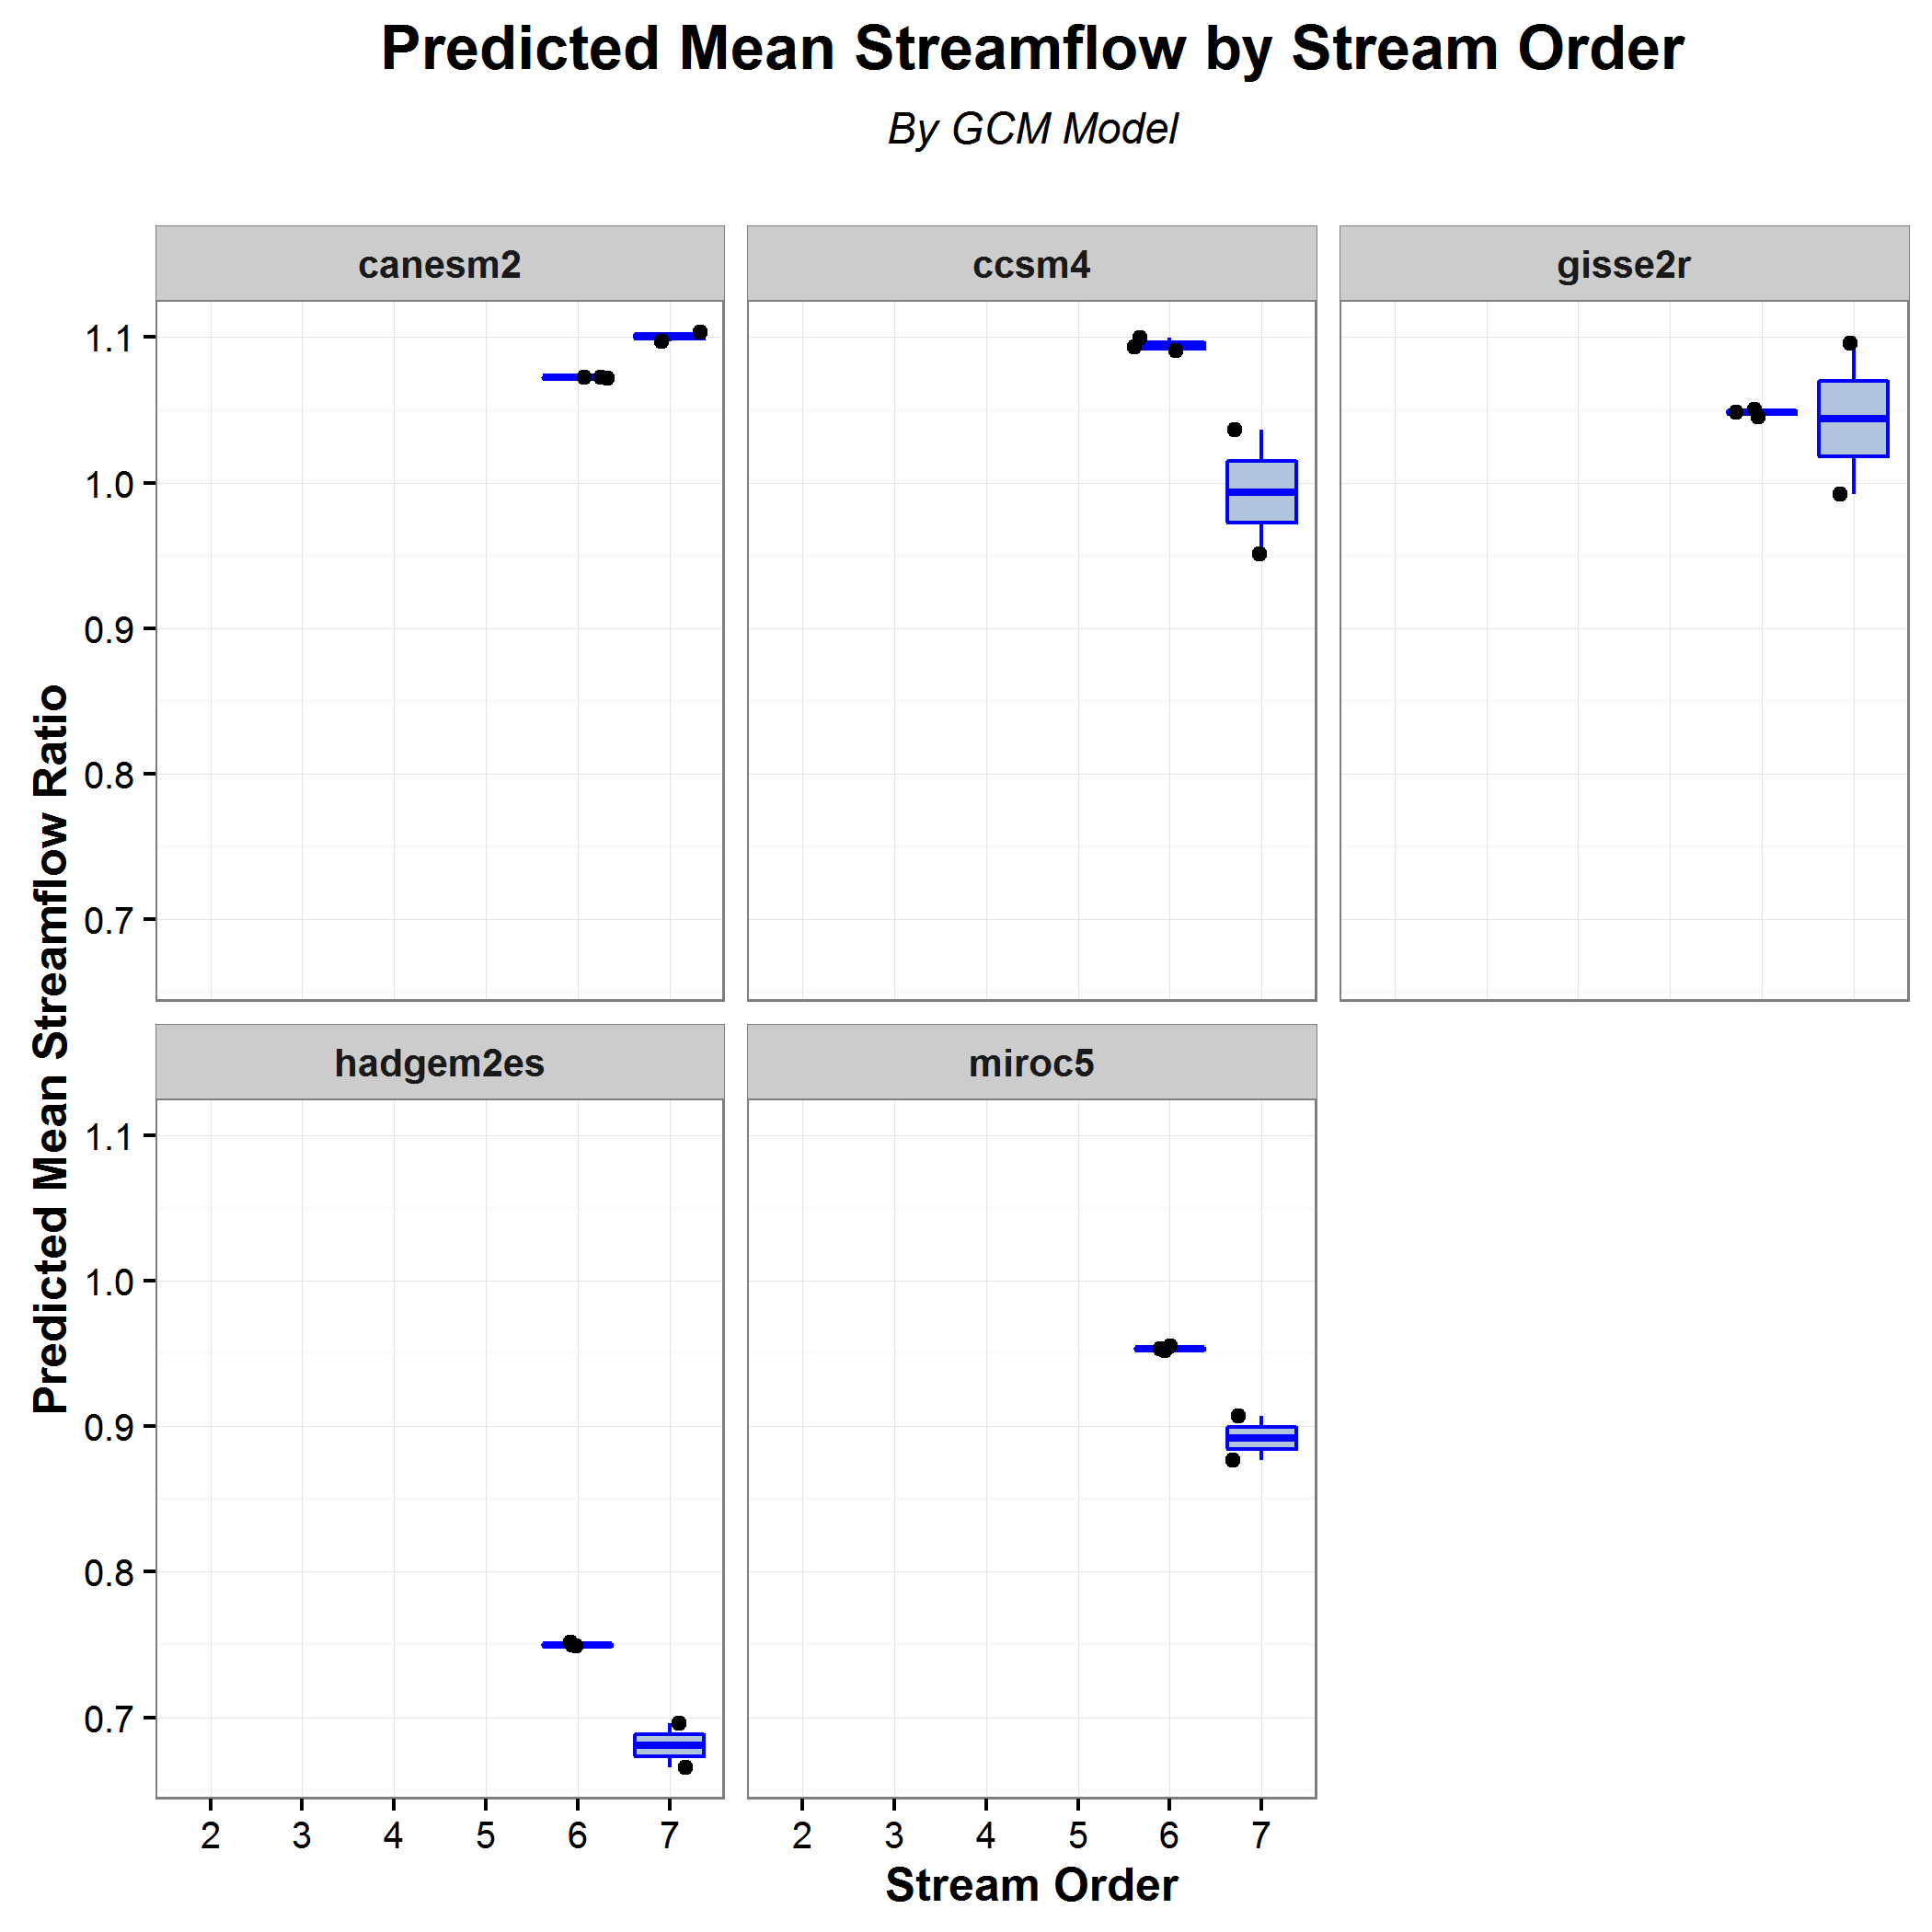 Predicted Mean Streamflow by Stream Order
By GCM Model
canesm2
ccsm4
gisse2r
1.1
1.0
0.9
0.8
0.7
Predicted Mean Streamflow Ratio
hadgem2es
miroc5
1.1
1.0
0.9
0.8
0.7
2 3 4 5 6 7
2 3 4 5 6 7
Stream Order